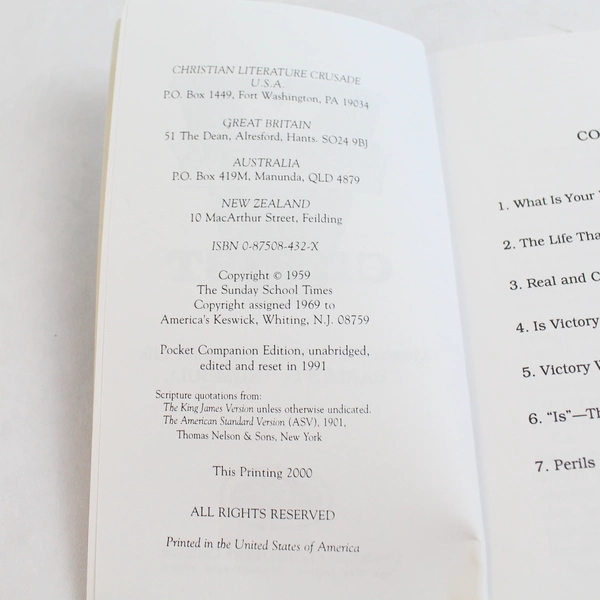 CHRISTIAN LITERATURE CRUSADE
U.S.A.
P.O. Box 1449, Fort Washington, PA 19034
GREAT BRITAIN
51 The Dean, Alresford, Hants. SO24 9BJ
AUSTRALIA
P.O. Box 419M, Manunda, QLD 4879
NEW ZEALAND
10 MacArthur Street, Feilding
ISBN 0-87508-432-X
Copyright © 1959
The Sunday School Times
Copyright assigned 1969 to
America's Keswick, Whiting, N.J. 08759
Pocket Companion Edition, unabridged,
edited and reset in 1991
Scripture quotations from:
The King James Version unless otherwise undicated.
The American Standard Version (ASV), 1901,
Thomas Nelson & Sons, New York
This Printing 2000
ALL RIGHTS RESERVED
Printed in the United States of America
CO
1. What Is Your
2. The Life Tha
3. Real and C
4. Is Victory
5. Victory W
6. “Is”—Th
7. Perils